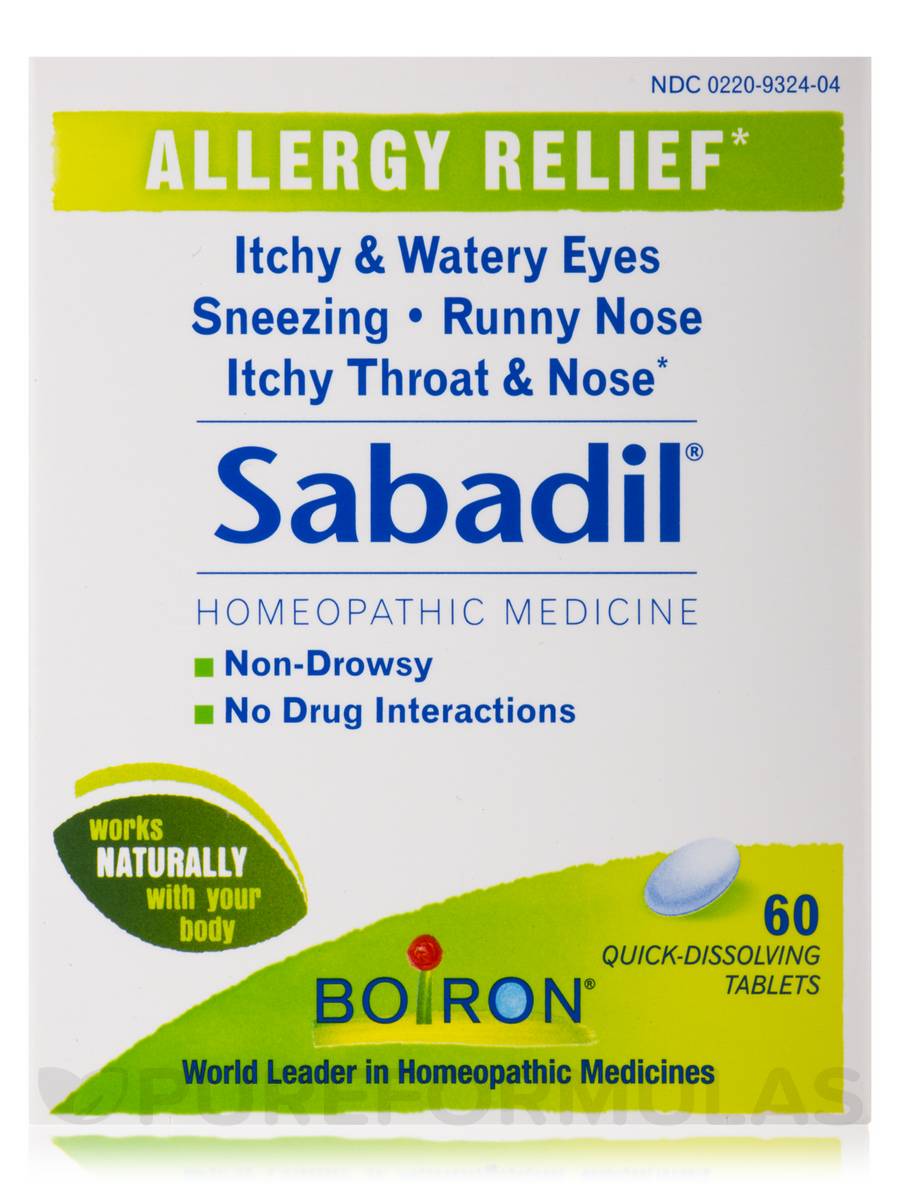 NDC 0220-9324-04
ALLERGY RELIEF*
Itchy & Watery Eyes
Sneezing • Runny Nose
Itchy Throat & Nose*
Sabadil®
HOMEOPATHIC MEDICINE
Non-Drowsy
No Drug Interactions
works
NATURALLY
with your
body
60
QUICK-DISSOLVING
TABLETS
BOIRON®
World Leader in Homeopathic Medicines
PUREFORMULAS